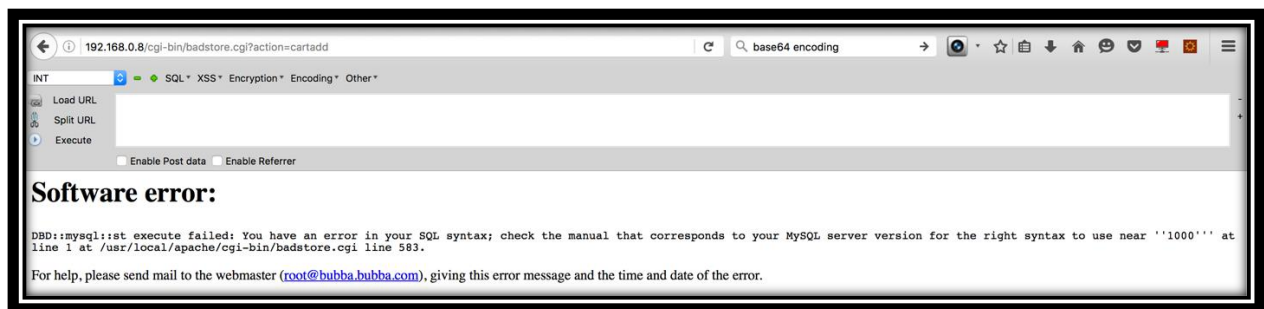 192.168.0.8/cgi-bin/badstore.cgi?action=cartadd
base64 encoding
INT
SQL XSS Encryption Encoding Other
Load URL
Split URL
Execute
-
+
Enable Post data Enable Referrer
Software error:
DBD::mysql::st execute failed: You have an error in your SQL syntax; check the manual that corresponds to your MySQL server version for the right syntax to use near ''1000''' at
line 1 at /usr/local/apache/cgi-bin/badstore.cgi line 583.
For help, please send mail to the webmaster (root@bubba.bubba.com), giving this error message and the time and date of the error.